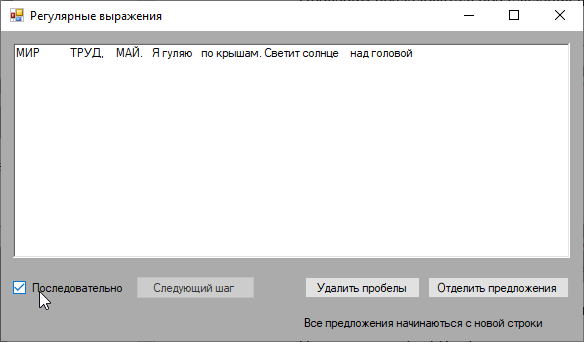 Регулярные выражения
МИР ТРУД, МАЙ. Я гуляю по крышам. Светит солнце над головой
Последовательно Следующий шаг Удалить пробелы Отделить предложения
Все предложения начинаються с новой строки